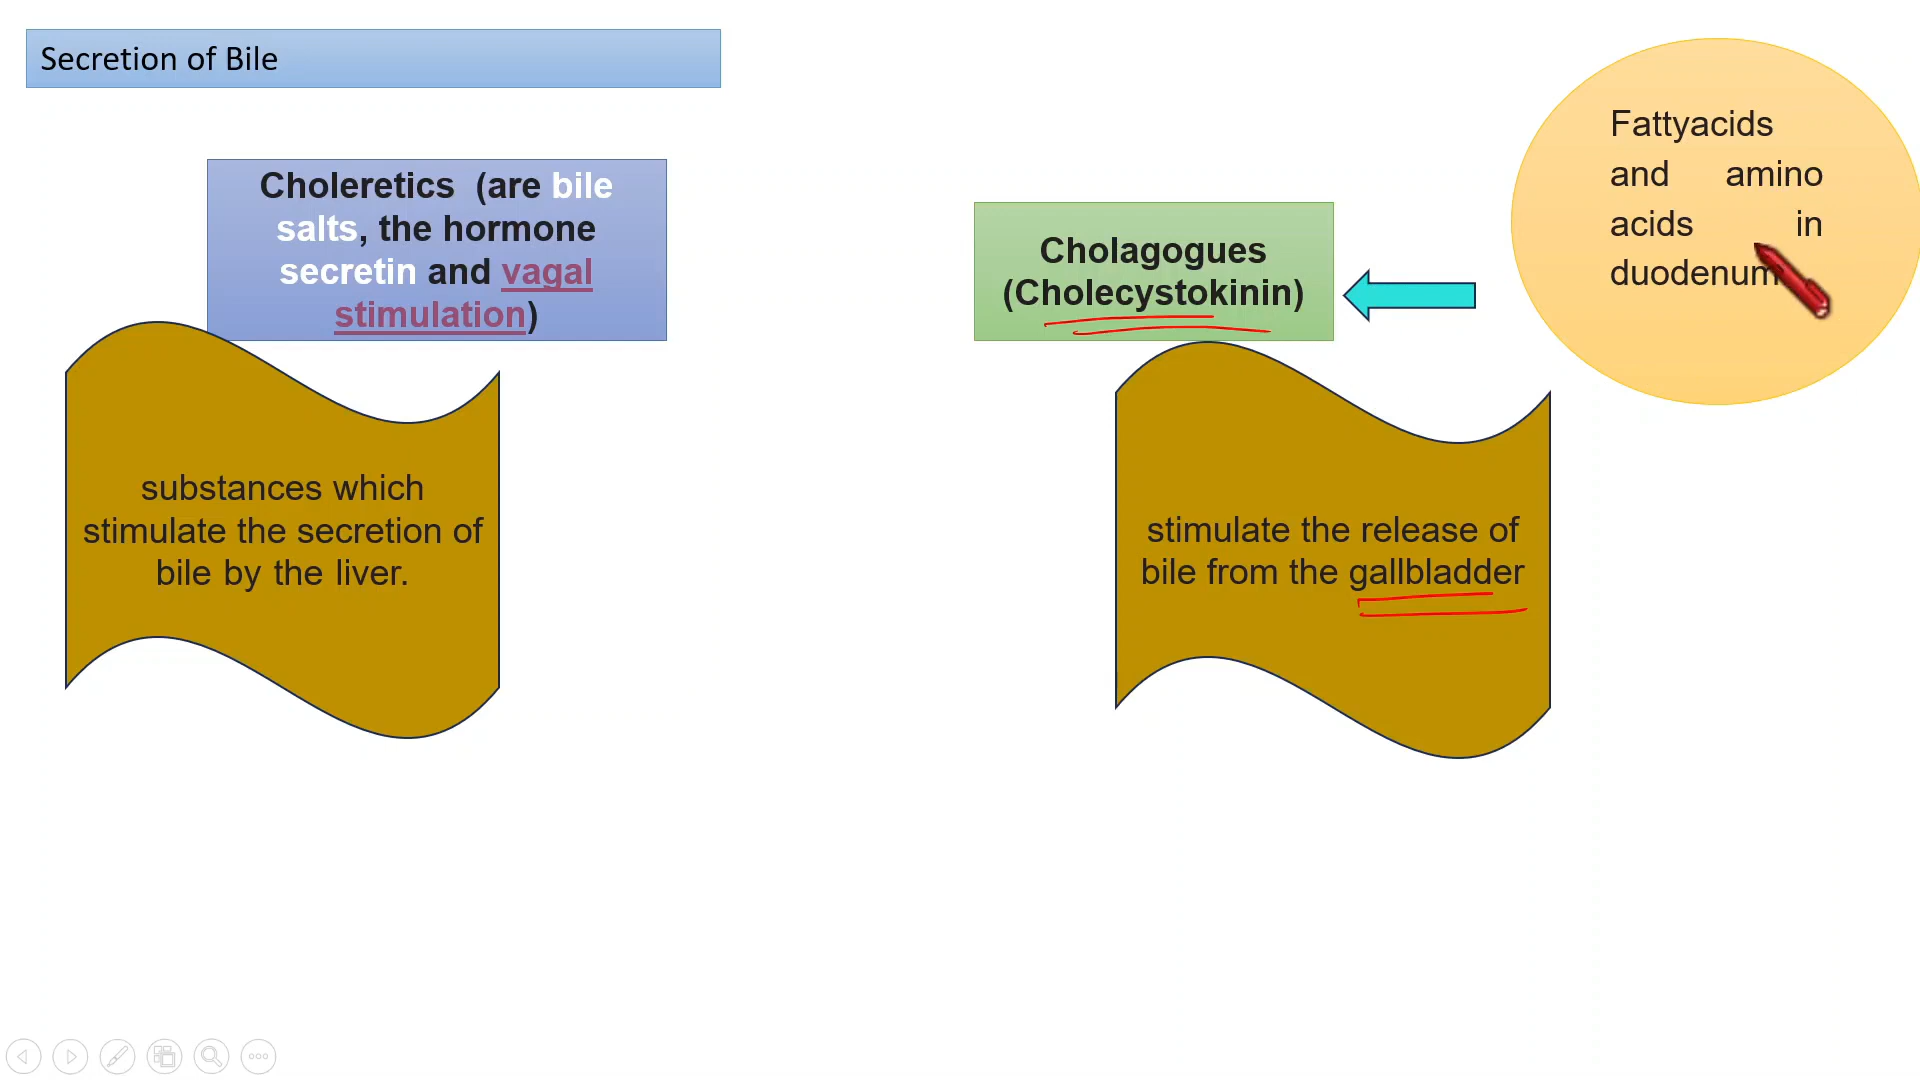 Secretion of Bile
Choleretics (are bile
salts, the hormone
secretin and vagal
stimulation)
substances which
stimulate the secretion of
bile by the liver.
Cholagogues
(Cholecystokinin)
stimulate the release of
bile from the gallbladder
Fattyacids
and amino
acids in
duodenum